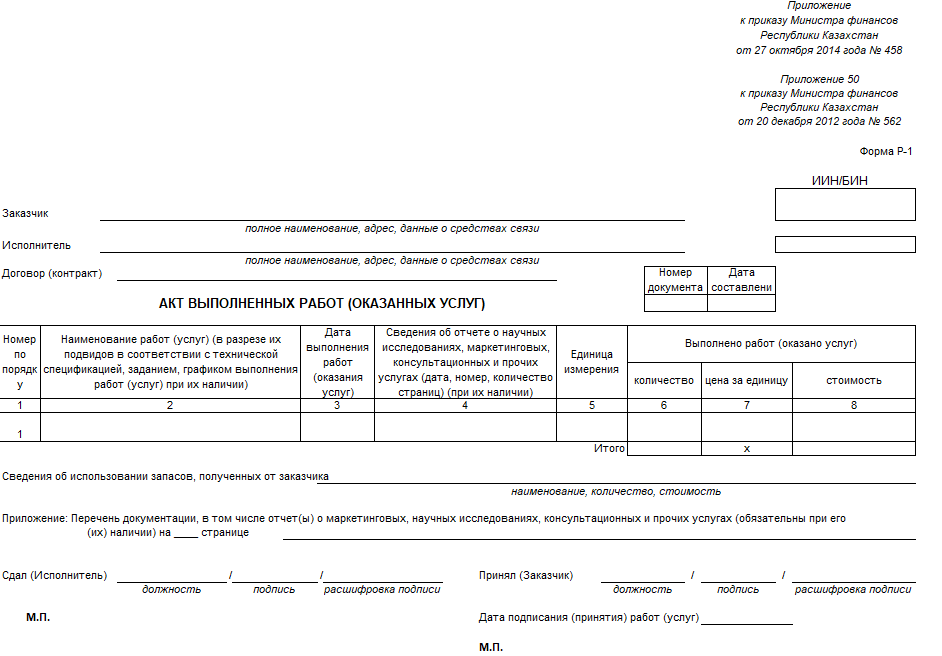 Приложение
к приказу Министра финансов
Республики Казахстан
от 27 октября 2014 года № 458
Приложение 50
к приказу Министра финансов
Республики Казахстан
от 20 декабря 2012 года № 562
Форма Р-1
ИИН/БИН
Заказчик
полное наименование, адрес, данные о средствах связи
Исполнитель
полное наименование, адрес, данные о средствах связи
Договор (контракт)
Номер документа
Дата составлени
АКТ ВЫПОЛНЕННЫХ РАБОТ (ОКАЗАННЫХ УСЛУГ)
Номер
по
порядк
у
Наименование работ (услуг) (в разрезе их
подвидов в соответствии с технической
спецификацией, заданием, графиком выполнения
работ (услуг) при их наличии)
Дата
выполнения
работ
(оказания
услуг)
Сведения об отчете о научных
исследованиях, маркетинговых,
консультационных и прочих
услугах (дата, номер, количество
страниц) (при их наличии)
Единица
измерения
Выполнено работ (оказано услуг)
количество
цена за единицу
стоимость
1 2 3 4 5 6 7 8
1
Итого х
Сведения об использовании запасов, полученных от заказчика
наименование, количество, стоимость
Приложение: Перечень документации, в том числе отчет(ы) о маркетинговых, научных исследованиях, консультационных и прочих услугах (обязательны при его
(их) наличии) на ____ странице
Сдал (Исполнитель) / /
должность подпись расшифровка подписи
Принял (Заказчик) / /
должность подпись расшифровка подписи
М.П.
Дата подписания (принятия) работ (услуг)
М.П.